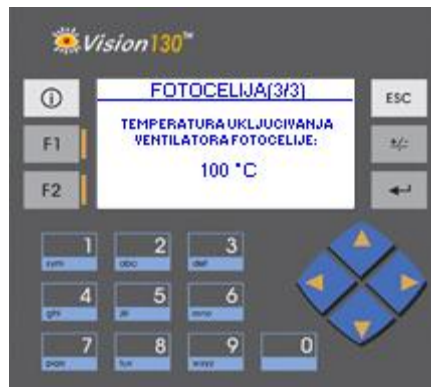 Vision130™
FOTOCELIJA(3/3)
TEMPERATURA UKLJUCIVANJA
VENTILATORA FOTOCELIJE:
100 °C
ESC
F1
+/-
F2
1
2
3
sym
abc
def
4
5
6
ghi
jkl
mno
7
8
9
0
pqrs
tuv
wxyz